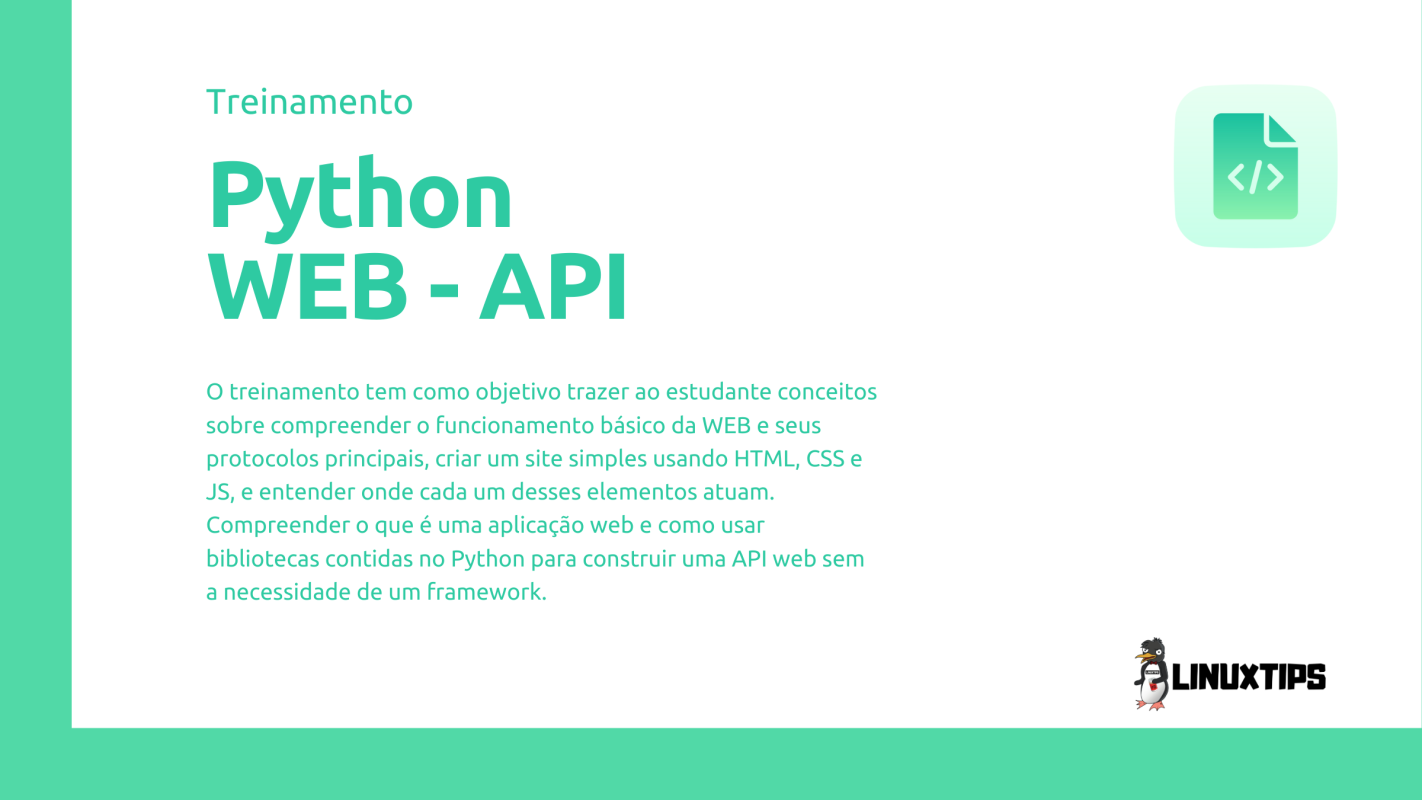 Treinamento
Python
WEB - API
O treinamento tem como objetivo trazer ao estudante conceitos
sobre compreender o funcionamento básico da WEB e seus
protocolos principais, criar um site simples usando HTML, CSS e
JS, e entender onde cada um desses elementos atuam.
Compreender o que é uma aplicação web e como usar
bibliotecas contidas no Python para construir uma API web sem
a necessidade de um framework.
</>
LINUXTIPS